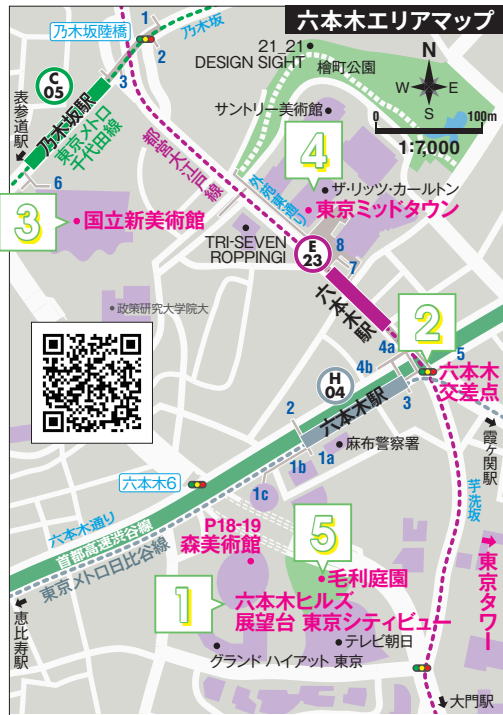 六本木エリアマップ
1
乃木坂
乃木坂陸橋
2
3
C
05
乃木坂駅
東京メトロ
千代田線
表参道駅
6
21_21
DESIGN SIGHT
檜町公園
N
W
E
S
0
100m
1:7,000
サントリー美術館
都営大江戸線
外苑東通り
4
ザ・リッツ・カールトン
東京ミッドタウン
3
国立新美術館
TRI-SEVEN
ROPPINGI
E
23
8
7
六本木駅
政策研究大学院大
2
4a
4b
5
六本木
交差点
H
04
六本木駅
3
2
霞ヶ関駅
麻布警察署
1a
1b
1c
六本木6
芋洗坂
六本木通り
首都高速渋谷線
東京メトロ日比谷線
恵比寿駅
P18-19
森美術館
5
毛利庭園
1
六本木ヒルズ
展望台 東京シティビュー
東京タワー
テレビ朝日
グランド ハイアット 東京
大門駅